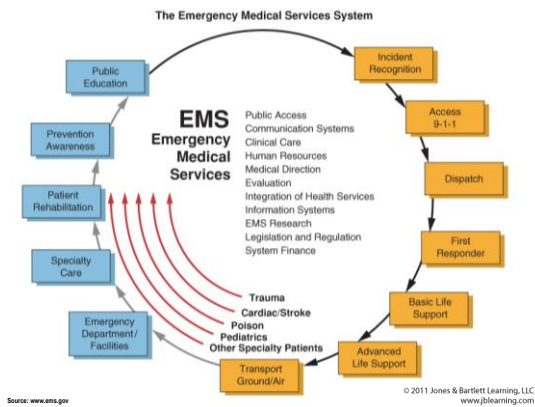 The Emergency Medical Services System
Public
Education
Incident
Recognition
Access
9-1-1
Dispatch
First
Responder
Basic Life
Support
Advanced
Life Support
Transport
Ground/Air
Emergency
Department/
Facilities
Specialty
Care
Patient
Rehabilitation
Prevention
Awareness
EMS
Emergency
Medical
Services
Public Access
Communication Systems
Clinical Care
Human Resources
Medical Direction
Evaluation
Integration of Health Services
Information Systems
EMS Research
Legislation and Regulation
System Finance
Trauma
Cardiac/Stroke
Poison
Pediatrics
Other Specialty Patients
Source: www.ems.gov
© 2011 Jones & Bartlett Learning, LLC
www.jblearning.com